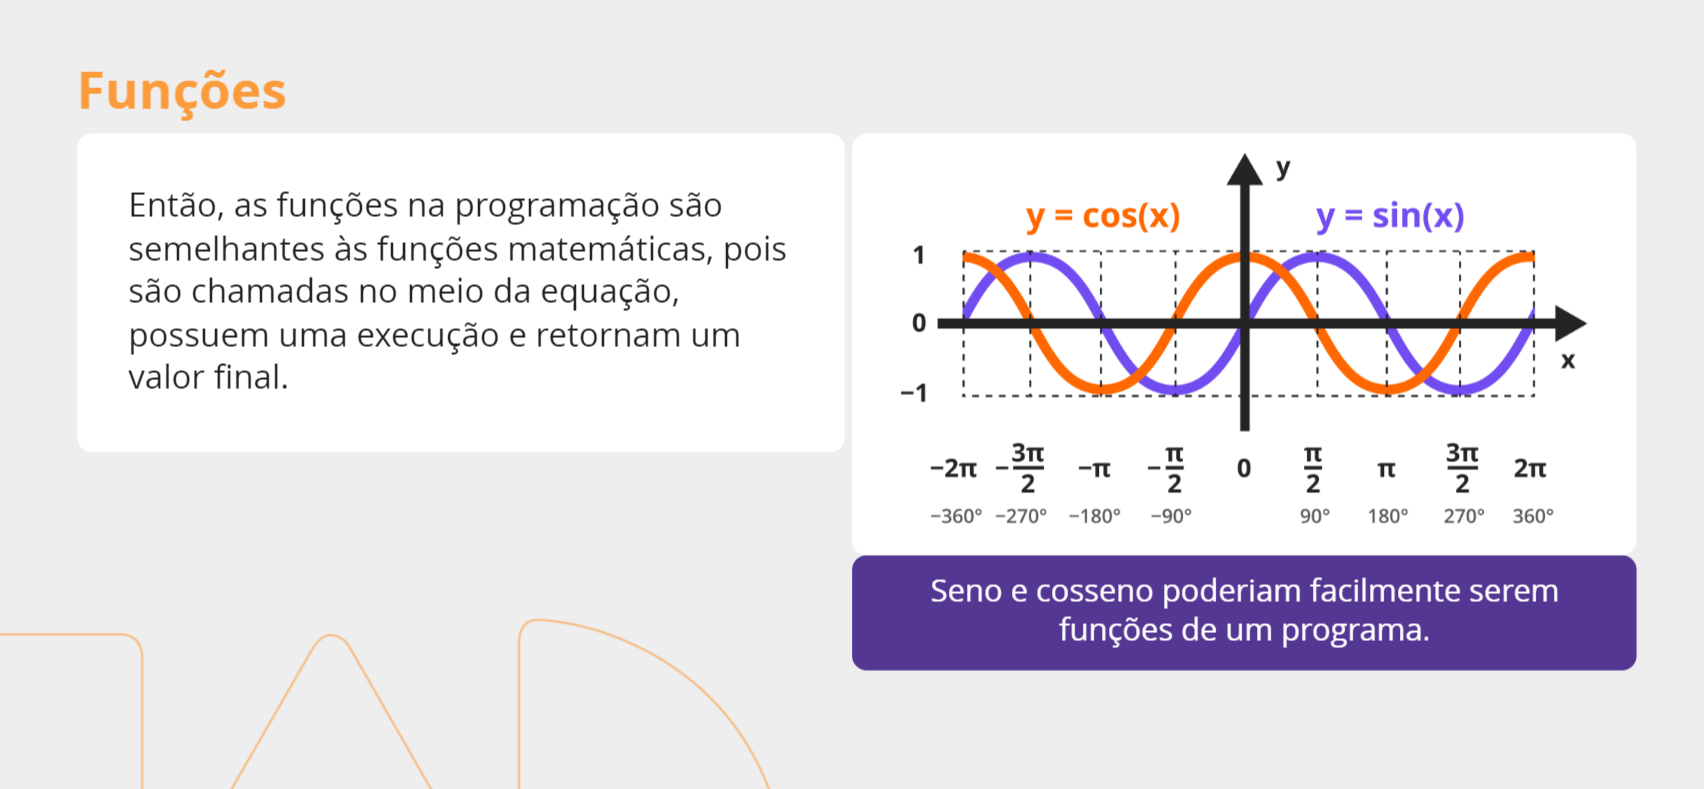 Funções
Então, as funções na programação são
semelhantes às funções matemáticas, pois
são chamadas no meio da equação,
possuem uma execução e retornam um
valor final.
y
y = cos(x) y = sin(x)
1
0
x
−1
−2π −3π/2 −π −π/2 0 π/2 π 3π/2 2π
−360° −270° −180° −90° 90° 180° 270° 360°
Seno e cosseno poderiam facilmente serem
funções de um programa.